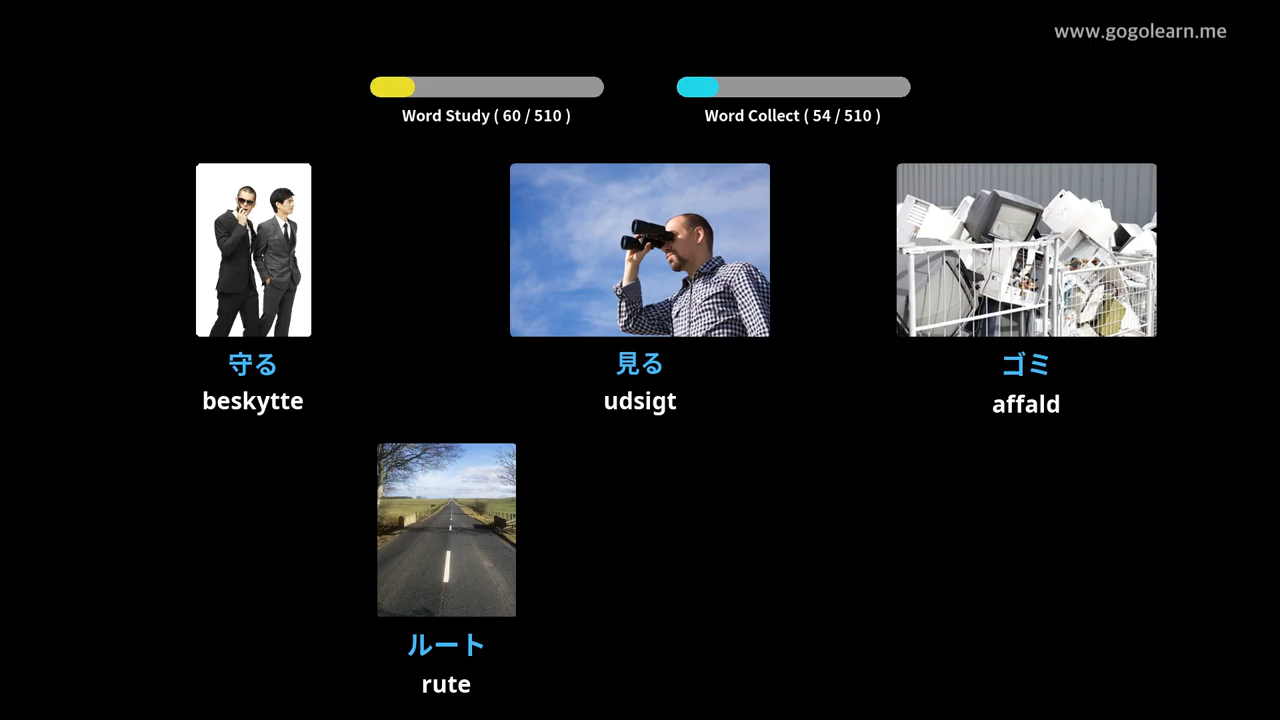 www.gogolearn.me
Word Study ( 60 / 510 )
Word Collect ( 54 / 510 )
守る
beskytte
見る
udsigt
ゴミ
affald
ルート
rute